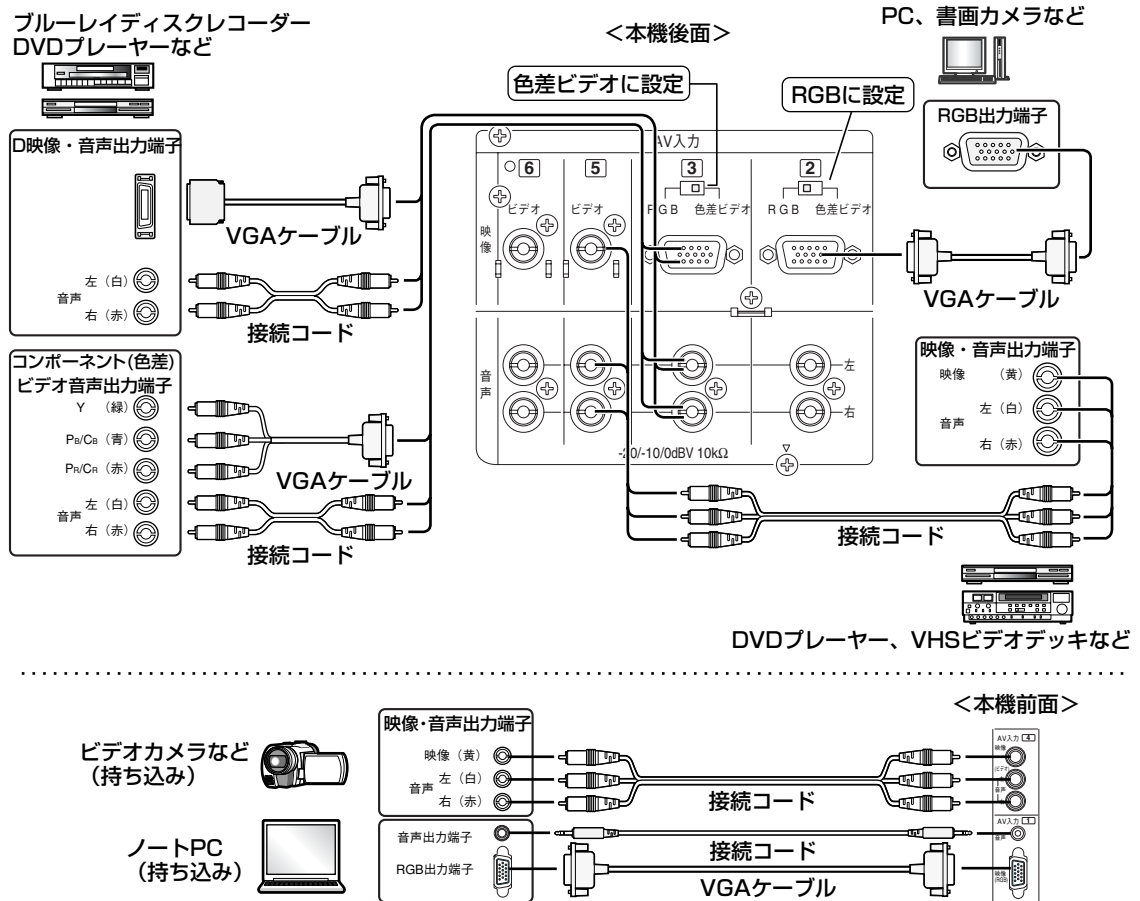 ブルーレイディスクレコーダー
DVDプレーヤーなど
＜本機後面＞
PC、書画カメラなど
色差ビデオに設定
RGBに設定
RGB出力端子
D映像・音声出力端子
VGAケーブル
左（白）
音声
右（赤）
接続コード
AV入力
6
5
3
2
ビデオ
ビデオ
RGB 色差ビデオ
RGB 色差ビデオ
映像
VGAケーブル
コンポーネント(色差)
ビデオ音声出力端子
Y （緑）
PB/CB（青）
PR/CR（赤）
VGAケーブル
左（白）
音声
右（赤）
接続コード
音声
左
右
-20/-10/0dBV 10kΩ
映像・音声出力端子
映像 （黄）
左（白）
音声
右（赤）
接続コード
DVDプレーヤー、VHSビデオデッキなど
＜本機前面＞
ビデオカメラなど
（持ち込み）
映像・音声出力端子
映像（黄）
左（白）
音声
右（赤）
接続コード
AV入力 4
映像
(ビデオ)
音声
ノートPC
（持ち込み）
音声出力端子
RGB出力端子
接続コード
VGAケーブル
AV入力 1
音声
映像
(RGB)